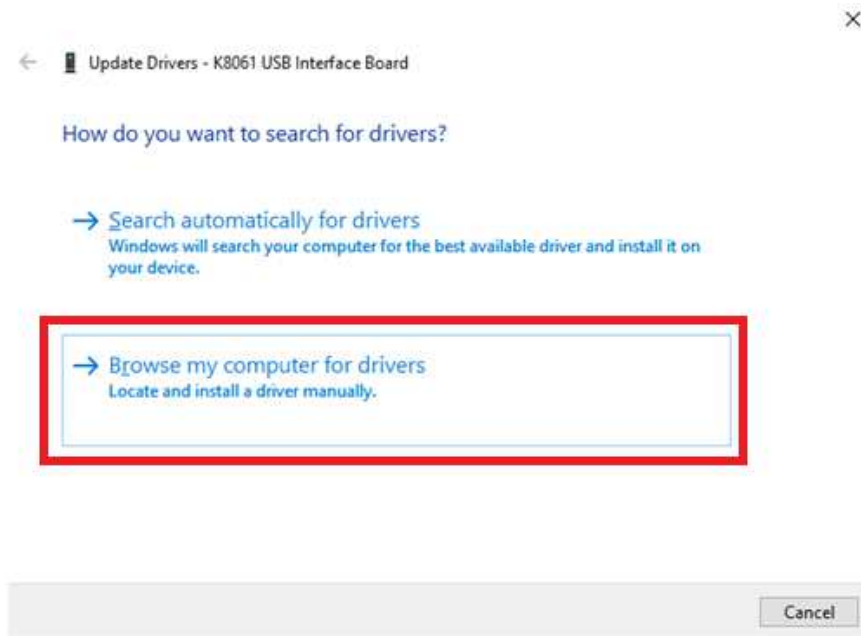 Update Drivers - K8061 USB Interface Board
How do you want to search for drivers?
Search automatically for drivers
Windows will search your computer for the best available driver and install it on
your device.
Browse my computer for drivers
Locate and install a driver manually.
Cancel